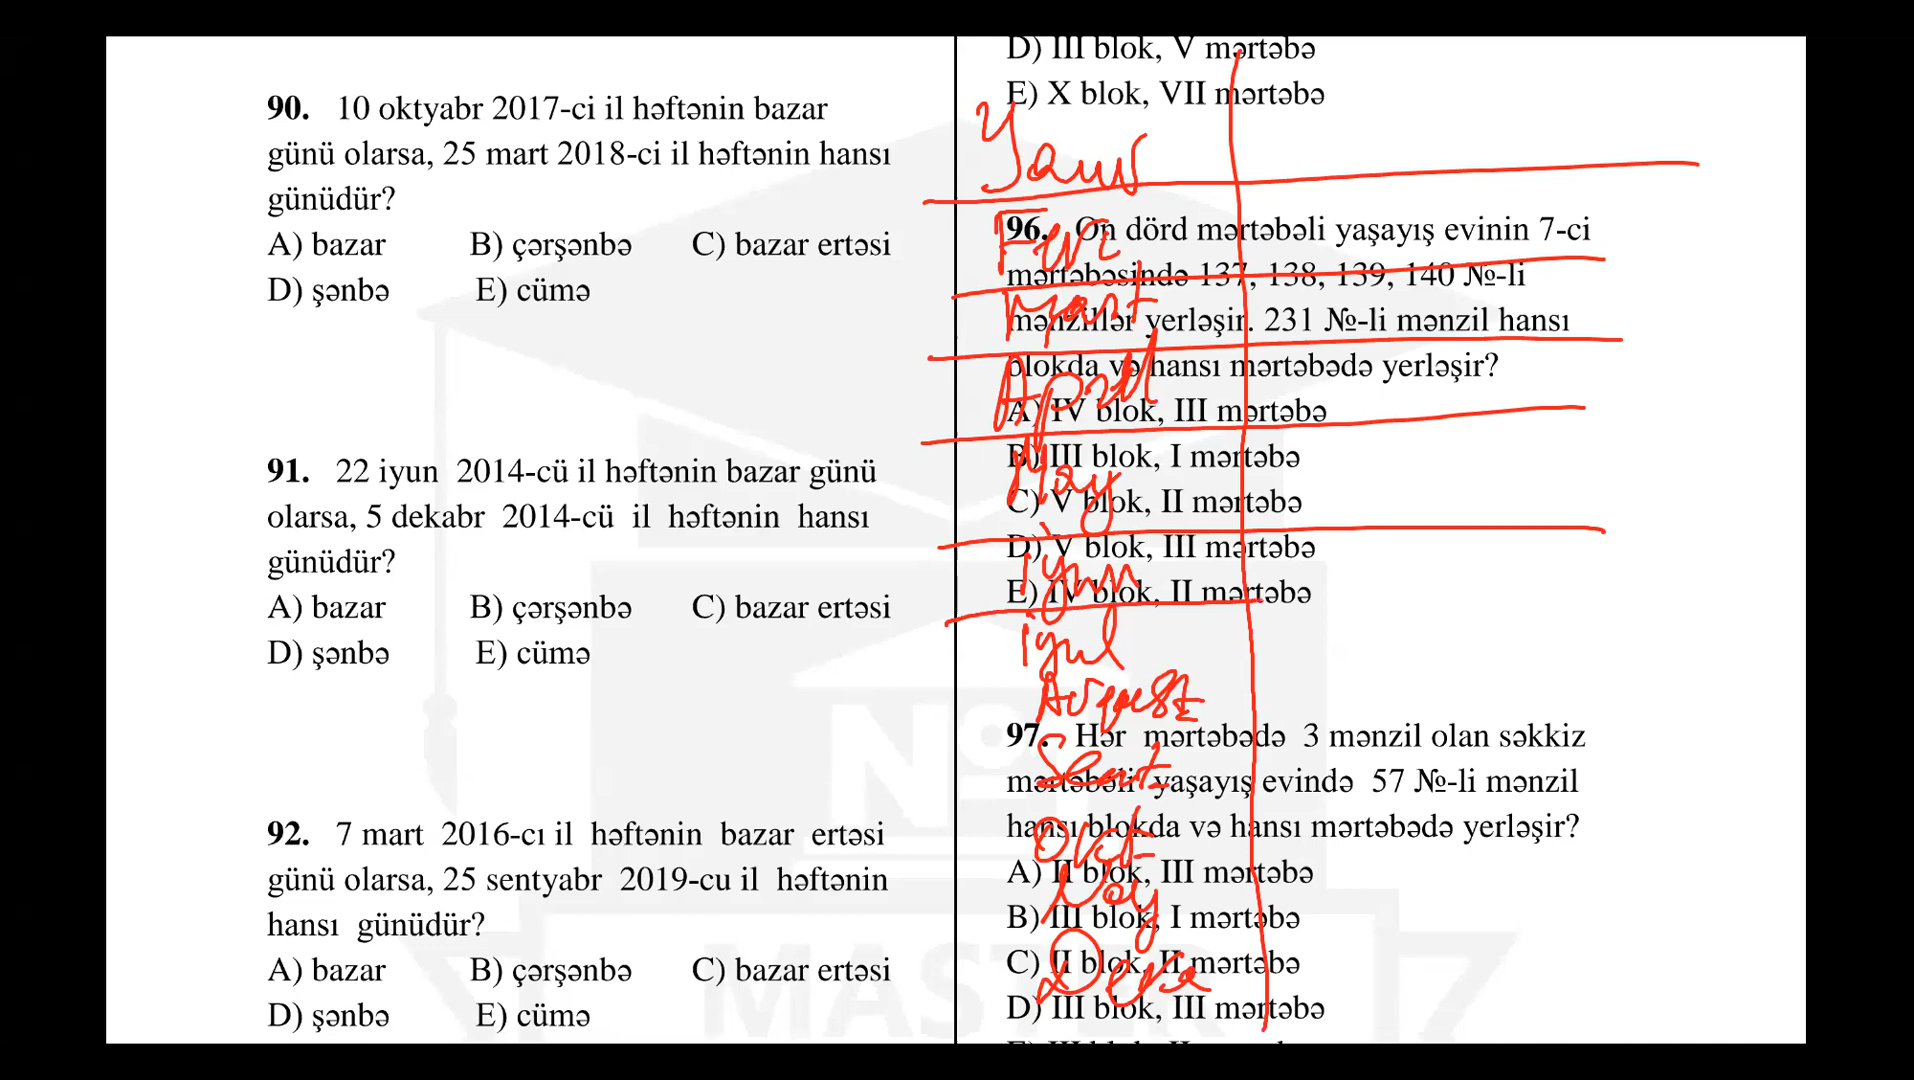 90. 10 oktyabr 2017-ci il həftənin bazar
günü olarsa, 25 mart 2018-ci il həftənin hansı
günüdür?
A) bazar B) çərşənbə C) bazar ertəsi
D) şənbə E) cümə
91. 22 iyun 2014-cü il həftənin bazar günü
olarsa, 5 dekabr 2014-cü il həftənin hansı
günüdür?
A) bazar B) çərşənbə C) bazar ertəsi
D) şənbə E) cümə
92. 7 mart 2016-cı il həftənin bazar ertəsi
günü olarsa, 25 sentyabr 2019-cu il həftənin
hansı günüdür?
A) bazar B) çərşənbə C) bazar ertəsi
D) şənbə E) cümə
D) III blok, V mərtəbə
E) X blok, VII mərtəbə
96. On dörd mərtəbəli yaşayış evinin 7-ci
mərtəbəsində 137, 138, 139, 140 №-li
mənzillər yerləşir. 231 №-li mənzil hansı
blokda və hansı mərtəbədə yerləşir?
A) IV blok, III mərtəbə
B) III blok, I mərtəbə
C) V blok, II mərtəbə
D) V blok, III mərtəbə
E) IV blok, II mərtəbə
97. Hər mərtəbədə 3 mənzil olan səkkiz
mərtəbəli yaşayış evində 57 №-li mənzil
hansı blokda və hansı mərtəbədə yerləşir?
A) II blok, III mərtəbə
B) III blok, I mərtəbə
C) II blok, II mərtəbə
D) III blok, III mərtəbə
Mart
Aprel
May
iyun
iyul
Avqust
Sent
Okt
Noy
№
MASTER